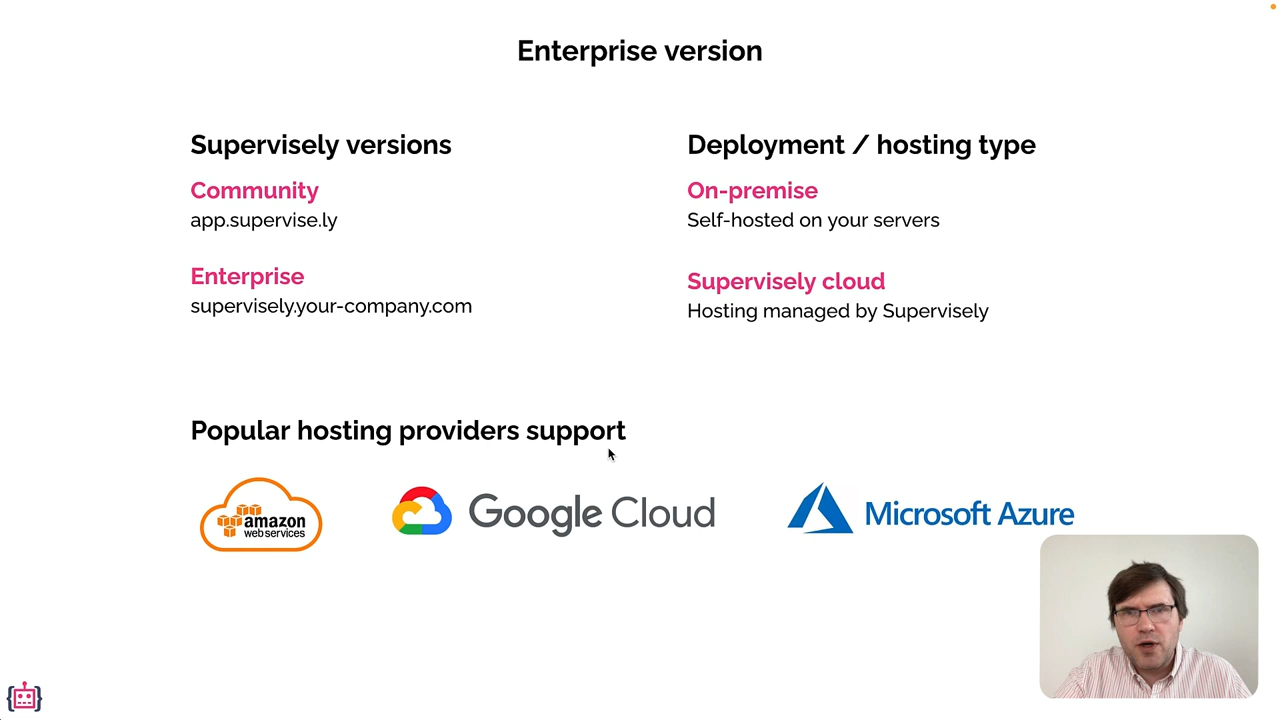 Enterprise version
Supervisely versions
Community
app.supervise.ly
Enterprise
supervisely.your-company.com
Deployment / hosting type
On-premise
Self-hosted on your servers
Supervisely cloud
Hosting managed by Supervisely
Popular hosting providers support
amazon
web services
Google Cloud
Microsoft Azure